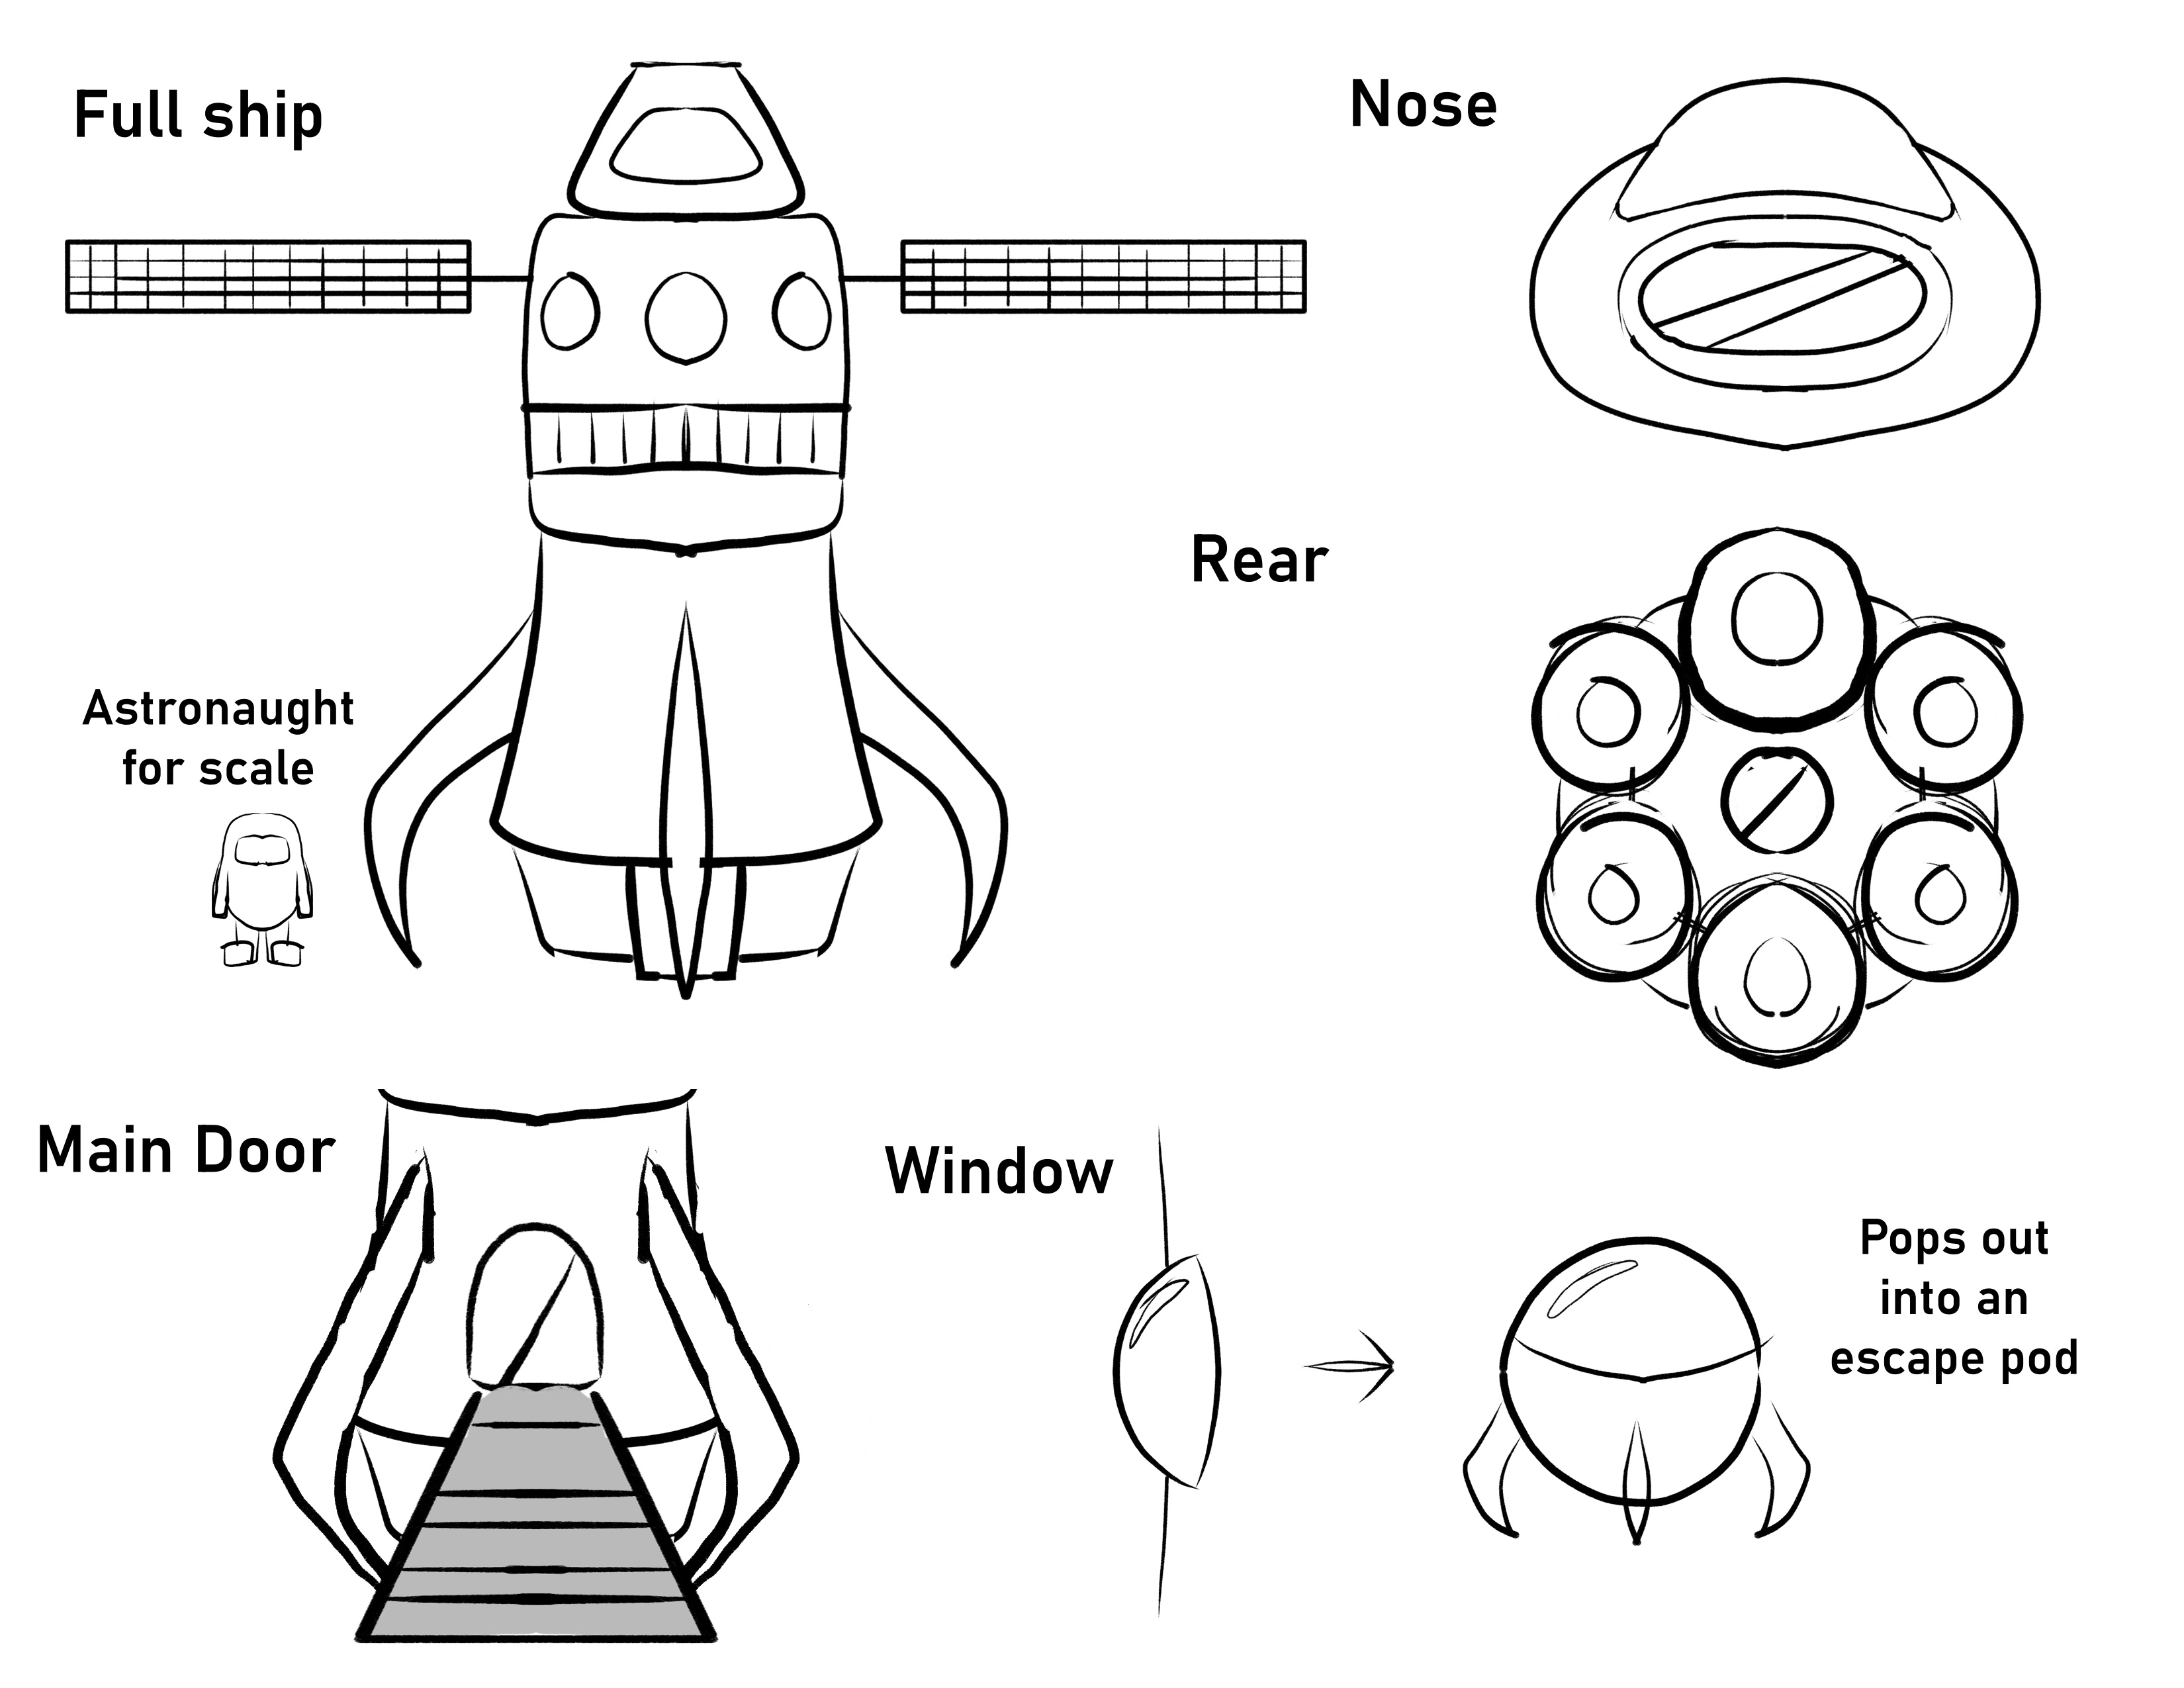 Full ship
Nose
Rear
Astronaught
for scale
Main Door
Window
Pops out
into an
escape pod